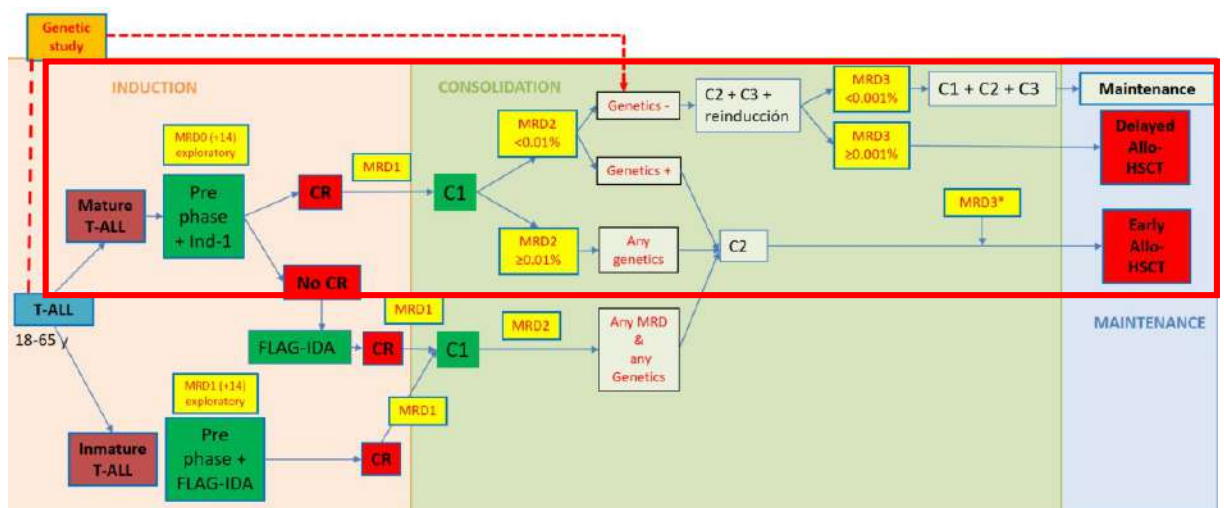 Genetic
study
INDUCTION
CONSOLIDATION
MRD0 (+14)
exploratory
Mature
T-ALL
Pre
phase
+ Ind-1
CR
MRD1
C1
MRD2
<0.01%
Genetics -
C2 + C3 +
reinducción
MRD3
<0.001%
C1 + C2 + C3
Maintenance
MRD3
≥0.001%
Delayed
Allo-
HSCT
Genetics +
MRD2
≥0.01%
Any
genetics
C2
MRD3*
Early
Allo-
HSCT
No CR
T-ALL
18-65 y
FLAG-IDA
CR
MRD1
C1
MRD2
Any MRD
&
any
Genetics
MAINTENANCE
MRD1 (+14)
exploratory
Inmature
T-ALL
Pre
phase +
FLAG-IDA
CR
MRD1